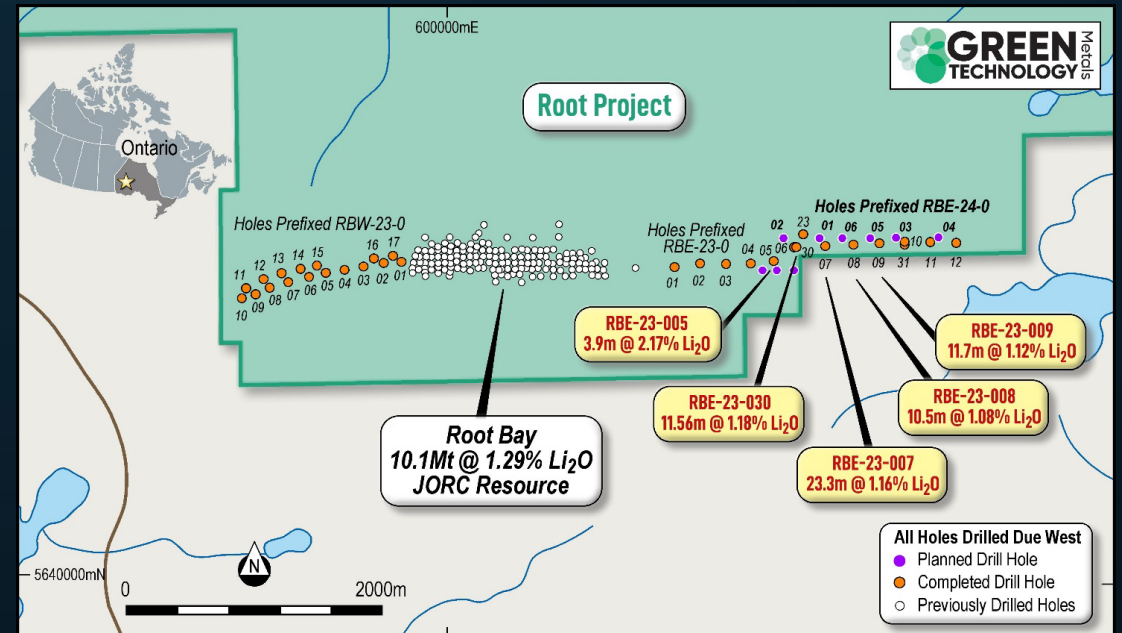 600000mE
GREEN
TECHNOLOGY
Metals
Root Project
Ontario
Holes Prefixed RBE-24-0
Holes Prefixed RBW-23-0
Holes Prefixed
RBE-23-0
02
23
01
06
05
03
04
11
12
13
14
15
16
17
10
09
08
07
06
05
04
03
02
01
01
02
03
04
05
06
30
07
08
09
31
10
11
12
RBE-23-005
3.9m @ 2.17% Li₂O
RBE-23-009
11.7m @ 1.12% Li₂O
RBE-23-030
11.56m @ 1.18% Li₂O
RBE-23-008
10.5m @ 1.08% Li₂O
RBE-23-007
23.3m @ 1.16% Li₂O
Root Bay
10.1Mt @ 1.29% Li₂O
JORC Resource
All Holes Drilled Due West
Planned Drill Hole
Completed Drill Hole
Previously Drilled Holes
5640000mN
N
0
2000m